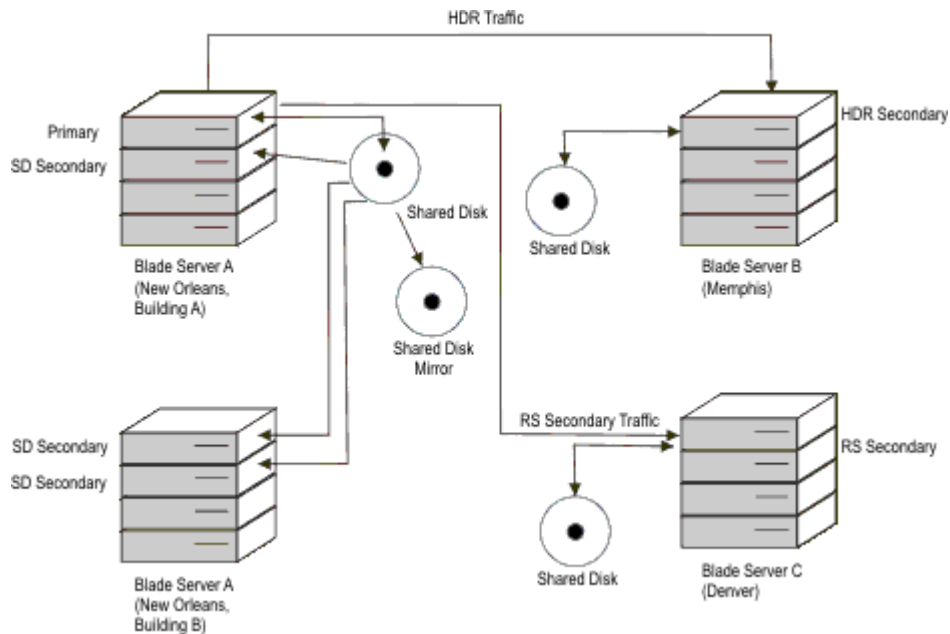 HDR Traffic
Primary
SD Secondary
HDR Secondary
Shared Disk
Shared Disk
Blade Server A
(New Orleans,
Building A)
Blade Server B
(Memphis)
Shared Disk
Mirror
RS Secondary Traffic
SD Secondary
SD Secondary
RS Secondary
Shared Disk
Blade Server A
(New Orleans,
Building B)
Blade Server C
(Denver)